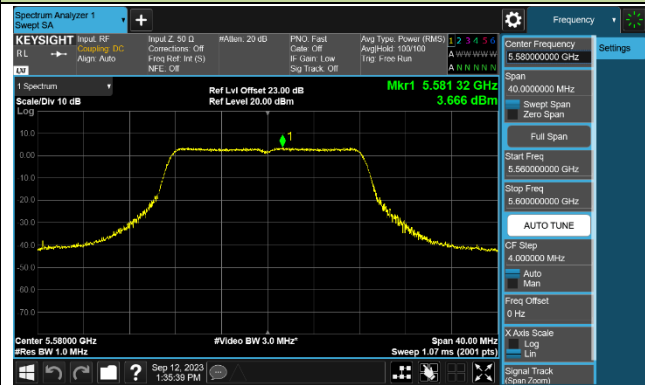 Spectrum Analyzer 1
Swept SA
Frequency
KEYSIGHT
RL
LXI
Input: RF
Coupling: DC
Align: Auto
Input Z: 50 Ω
Corrections: Off
Freq Ref: Int (S)
NFE: Off
#Atten: 20 dB
PNO: Fast
Gate: Off
IF Gain: Low
Sig Track: Off
Avg Type: Power (RMS)
Avg|Hold: 100/100
Trig: Free Run
1 2 3 4 5 6
A W W W W W
A N N N N N
1 Spectrum
Scale/Div 10 dB
Ref Lvl Offset 23.00 dB
Ref Level 20.00 dBm
Mkr1 5.581 32 GHz
3.666 dBm
Log
1
10.0
0.00
-10.0
-20.0
-30.0
-40.0
-50.0
-60.0
-70.0
Center 5.58000 GHz
#Res BW 1.0 MHz
#Video BW 3.0 MHz*
Span 40.00 MHz
Sweep 1.07 ms (2001 pts)
Sep 12, 2023
1:35:39 PM
Center Frequency
5.580000000 GHz
Span
40.0000000 MHz
Swept Span
Zero Span
Full Span
Start Freq
5.560000000 GHz
Stop Freq
5.600000000 GHz
AUTO TUNE
CF Step
4.000000 MHz
Auto
Man
Freq Offset
0 Hz
X Axis Scale
Log
Lin
Signal Track
(Span Zoom)
Settings